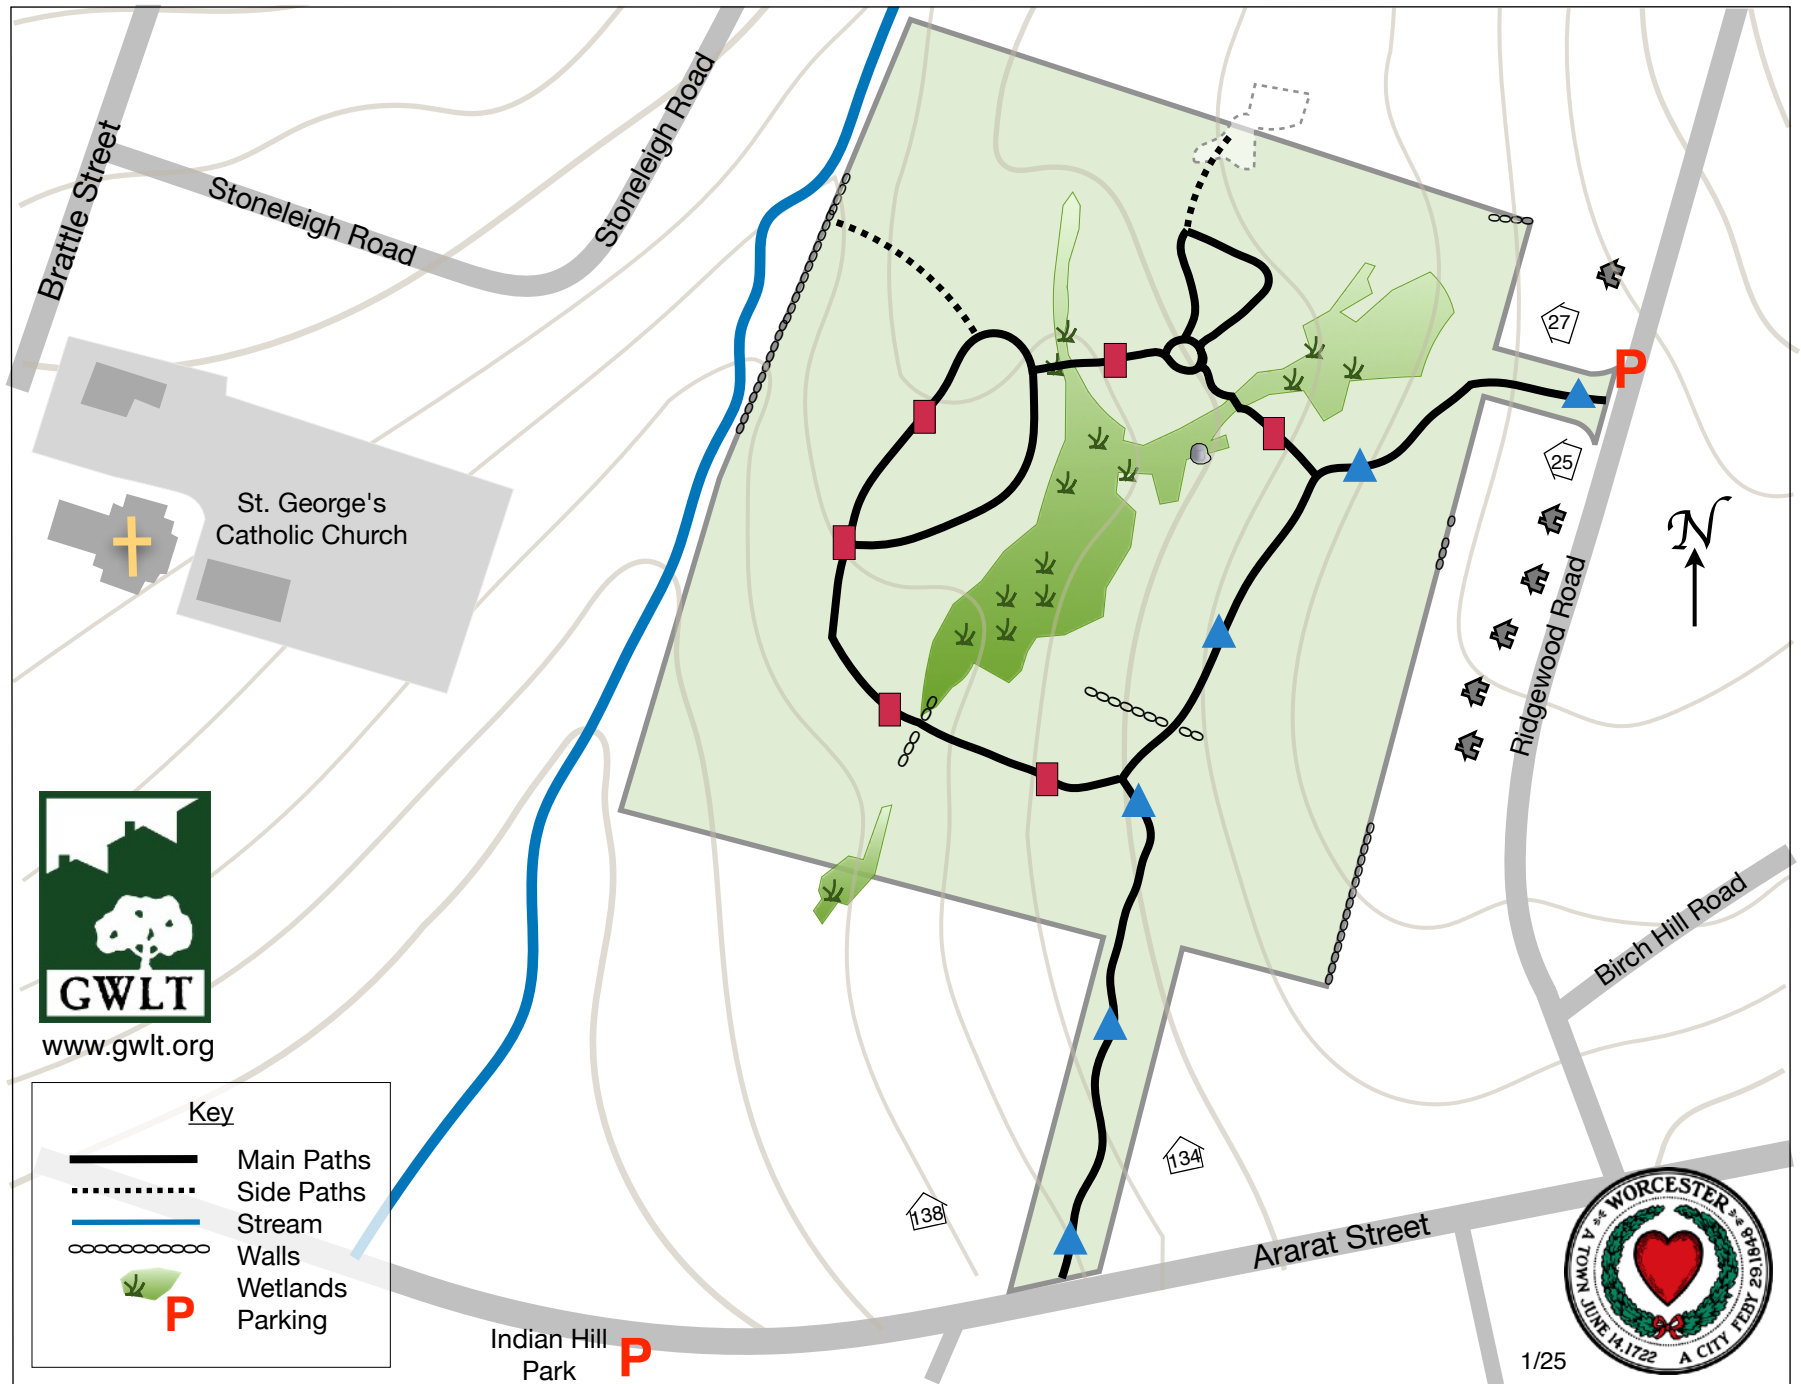 Brattle Street
Stoneleigh Road
Stoneleigh Road
27
P
25
N
St. George's
Catholic Church
Ridgewood Road
Birch Hill Road
GWLT
www.gwlt.org
Key
Main Paths
Side Paths
Stream
Walls
Wetlands
P
Parking
134
138
Ararat Street
Indian Hill
Park
P
1/25
WORCESTER
A TOWN JUNE 14, 1722
A CITY FEBY 29 1848